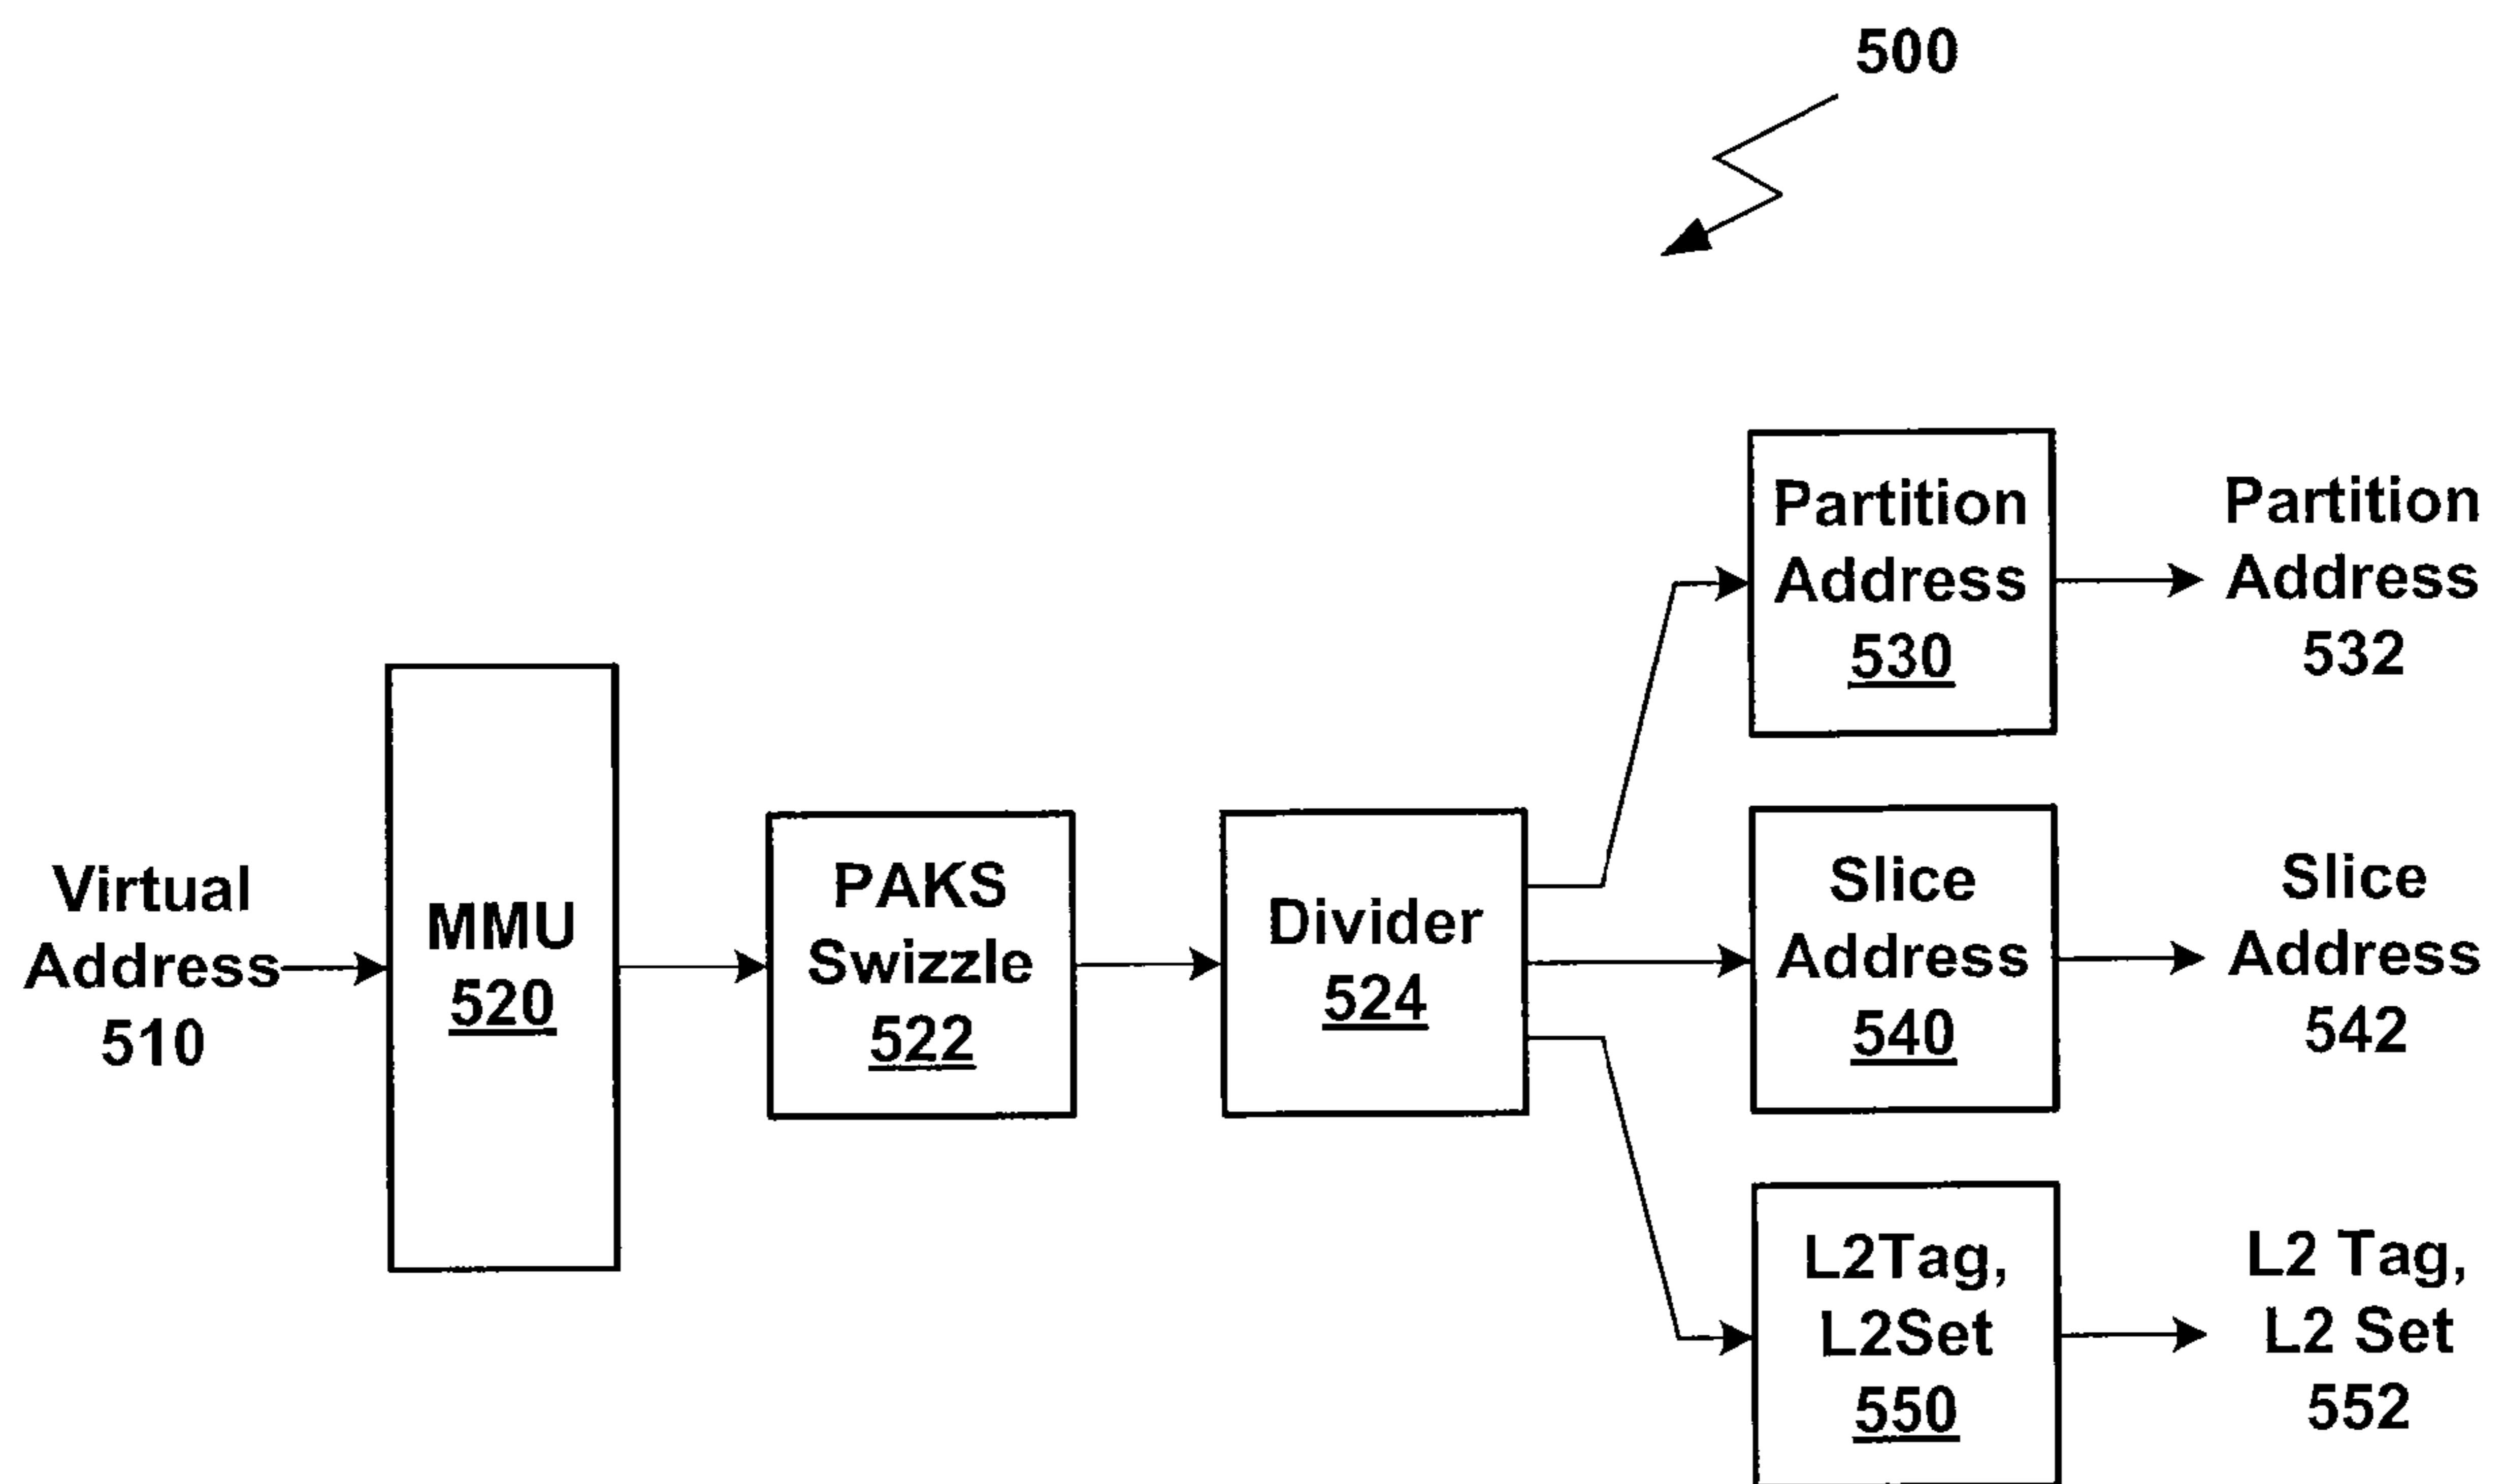 500
Virtual
Address
510
MMU
520
PAKS
Swizzle
522
Divider
524
Partition
Address
530
Partition
Address
532
Slice
Address
540
Slice
Address
542
L2Tag,
L2Set
550
L2 Tag,
L2 Set
552